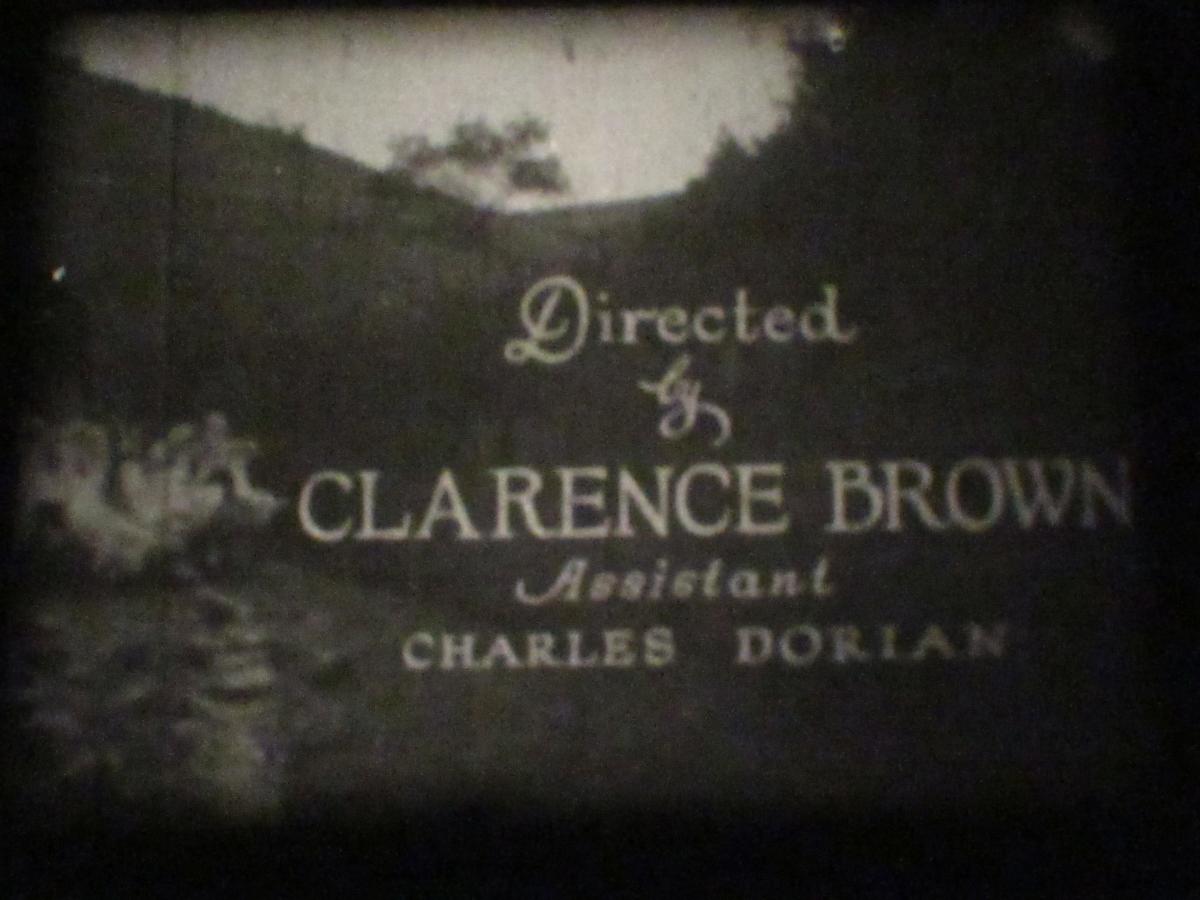 Directed
by
CLARENCE BROWN
Assistant
CHARLES DORIAN